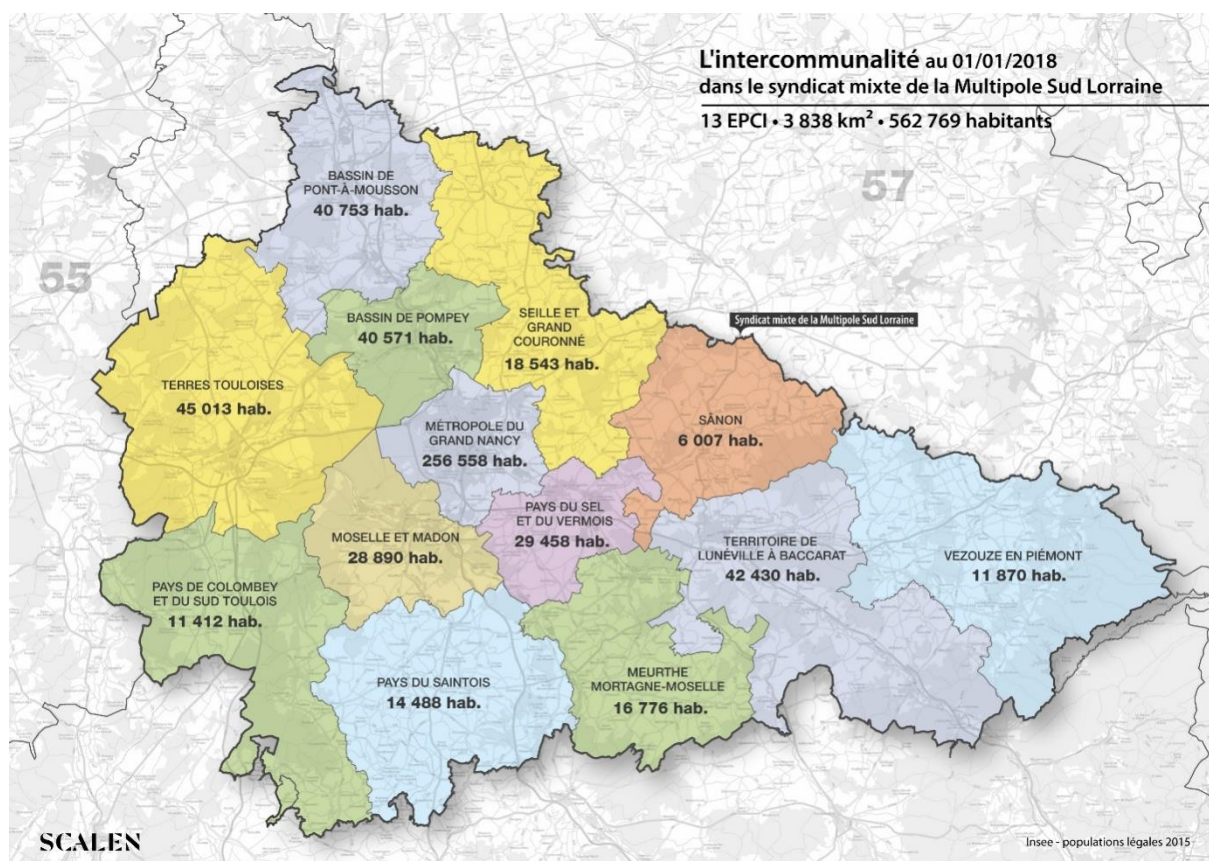 L'intercommunalité au 01/01/2018
dans le syndicat mixte de la Multipole Sud Lorraine
13 EPCI • 3 838 km² • 562 769 habitants
57
55
BASSIN DE
PONT-À-MOUSSON
40 753 hab.
BASSIN DE POMPEY
40 571 hab.
SEILLE ET
GRAND
COURONNÉ
18 543 hab.
Syndicat mixte de la Multipole Sud Lorraine
TERRES TOULOISES
45 013 hab.
MÉTROPOLE DU
GRAND NANCY
256 558 hab.
SÂNON
6 007 hab.
MOSELLE ET MADON
28 890 hab.
PAYS DU SEL
ET DU VERMOIS
29 458 hab.
TERRITOIRE DE
LUNÉVILLE À BACCARAT
42 430 hab.
VEZOUZE EN PIÉMONT
11 870 hab.
PAYS DE COLOMBEY
ET DU SUD TOULOIS
11 412 hab.
PAYS DU SAINTOIS
14 488 hab.
MEURTHE
MORTAGNE-MOSELLE
16 776 hab.
SCALEN
Insee - populations légales 2015